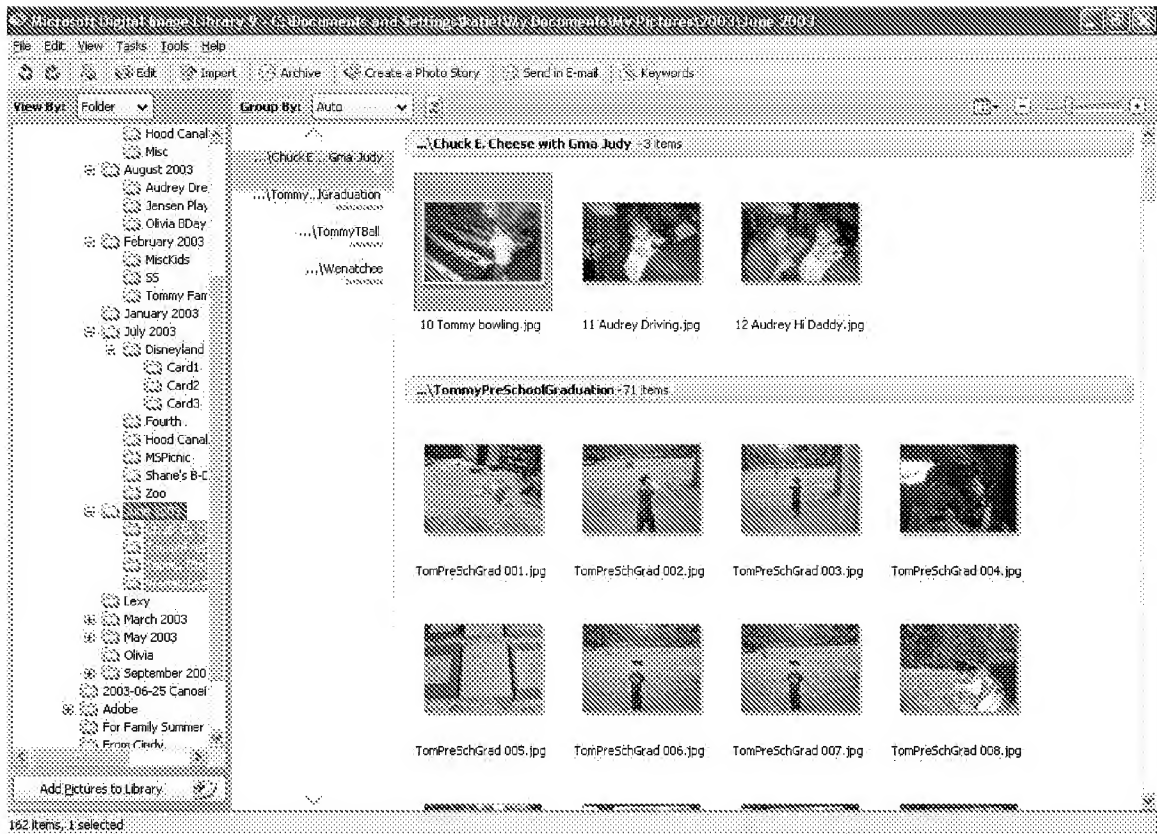 Microsoft Digital Image Library 9 - G:\Documents and Settings\katiel\My Documents\My Pictures\2003\June 2003
File Edit View Tasks Tools Help
Edit Import Archive Create a Photo Story Send in E-mail Keywords
View By: Folder Group By: Auto
Hood Canal
Misc
August 2003
Audrey Dre
Jensen Play
Olivia BDay
February 2003
MiscKids
SS
Tommy Fam
January 2003
July 2003
Disneyland
Card1
Card2
Card3
Fourth
Hood Canal
MSPicnic
Shane's B-D
Zoo
June 2003
Lexy
March 2003
May 2003
Olivia
September 200
2003-06-25 Canoei
Adobe
For Family Summer
From Cindy
Add Pictures to Library
...\Chuck E... Gma Judy
...\Tommy...lGraduation
...\TommyTBall
...\Wenatchee
...\Chuck E. Cheese with Gma Judy - 3 items
10 Tommy bowling.jpg 11 Audrey Driving.jpg 12 Audrey Hi Daddy.jpg
...\TommyPreSchoolGraduation - 71 items
TomPreSchGrad 001.jpg TomPreSchGrad 002.jpg TomPreSchGrad 003.jpg TomPreSchGrad 004.jpg
TomPreSchGrad 005.jpg TomPreSchGrad 006.jpg TomPreSchGrad 007.jpg TomPreSchGrad 008.jpg
162 items, 1 selected